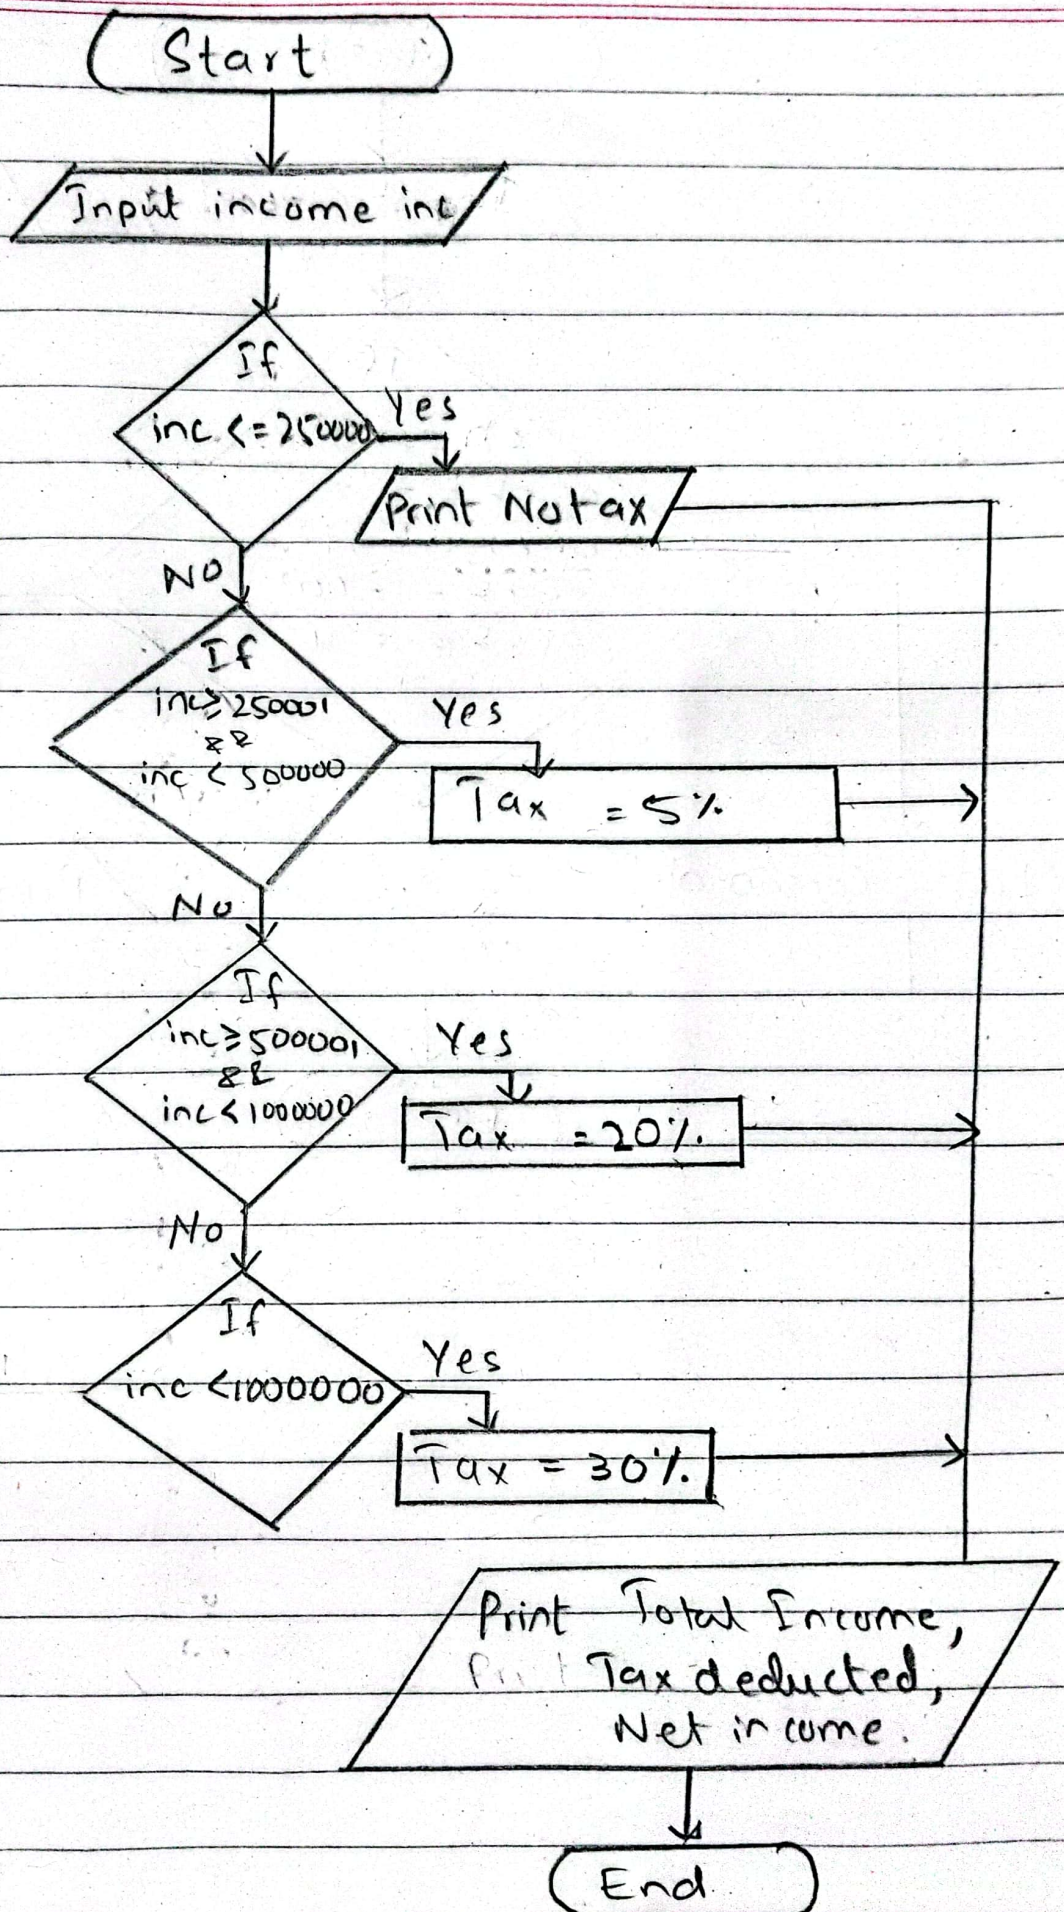 Start
Input income inc
If
inc <= 250000
Yes
Print No tax
NO
If
inc ≥ 250001
&&
inc < 500000
Yes
Tax = 5%
No
If
inc ≥ 500001
&&
inc < 1000000
Yes
Tax = 20%.
No
If
inc < 1000000
Yes
Tax = 30%.
Print Total Income,
Tax deducted,
Net income.
End